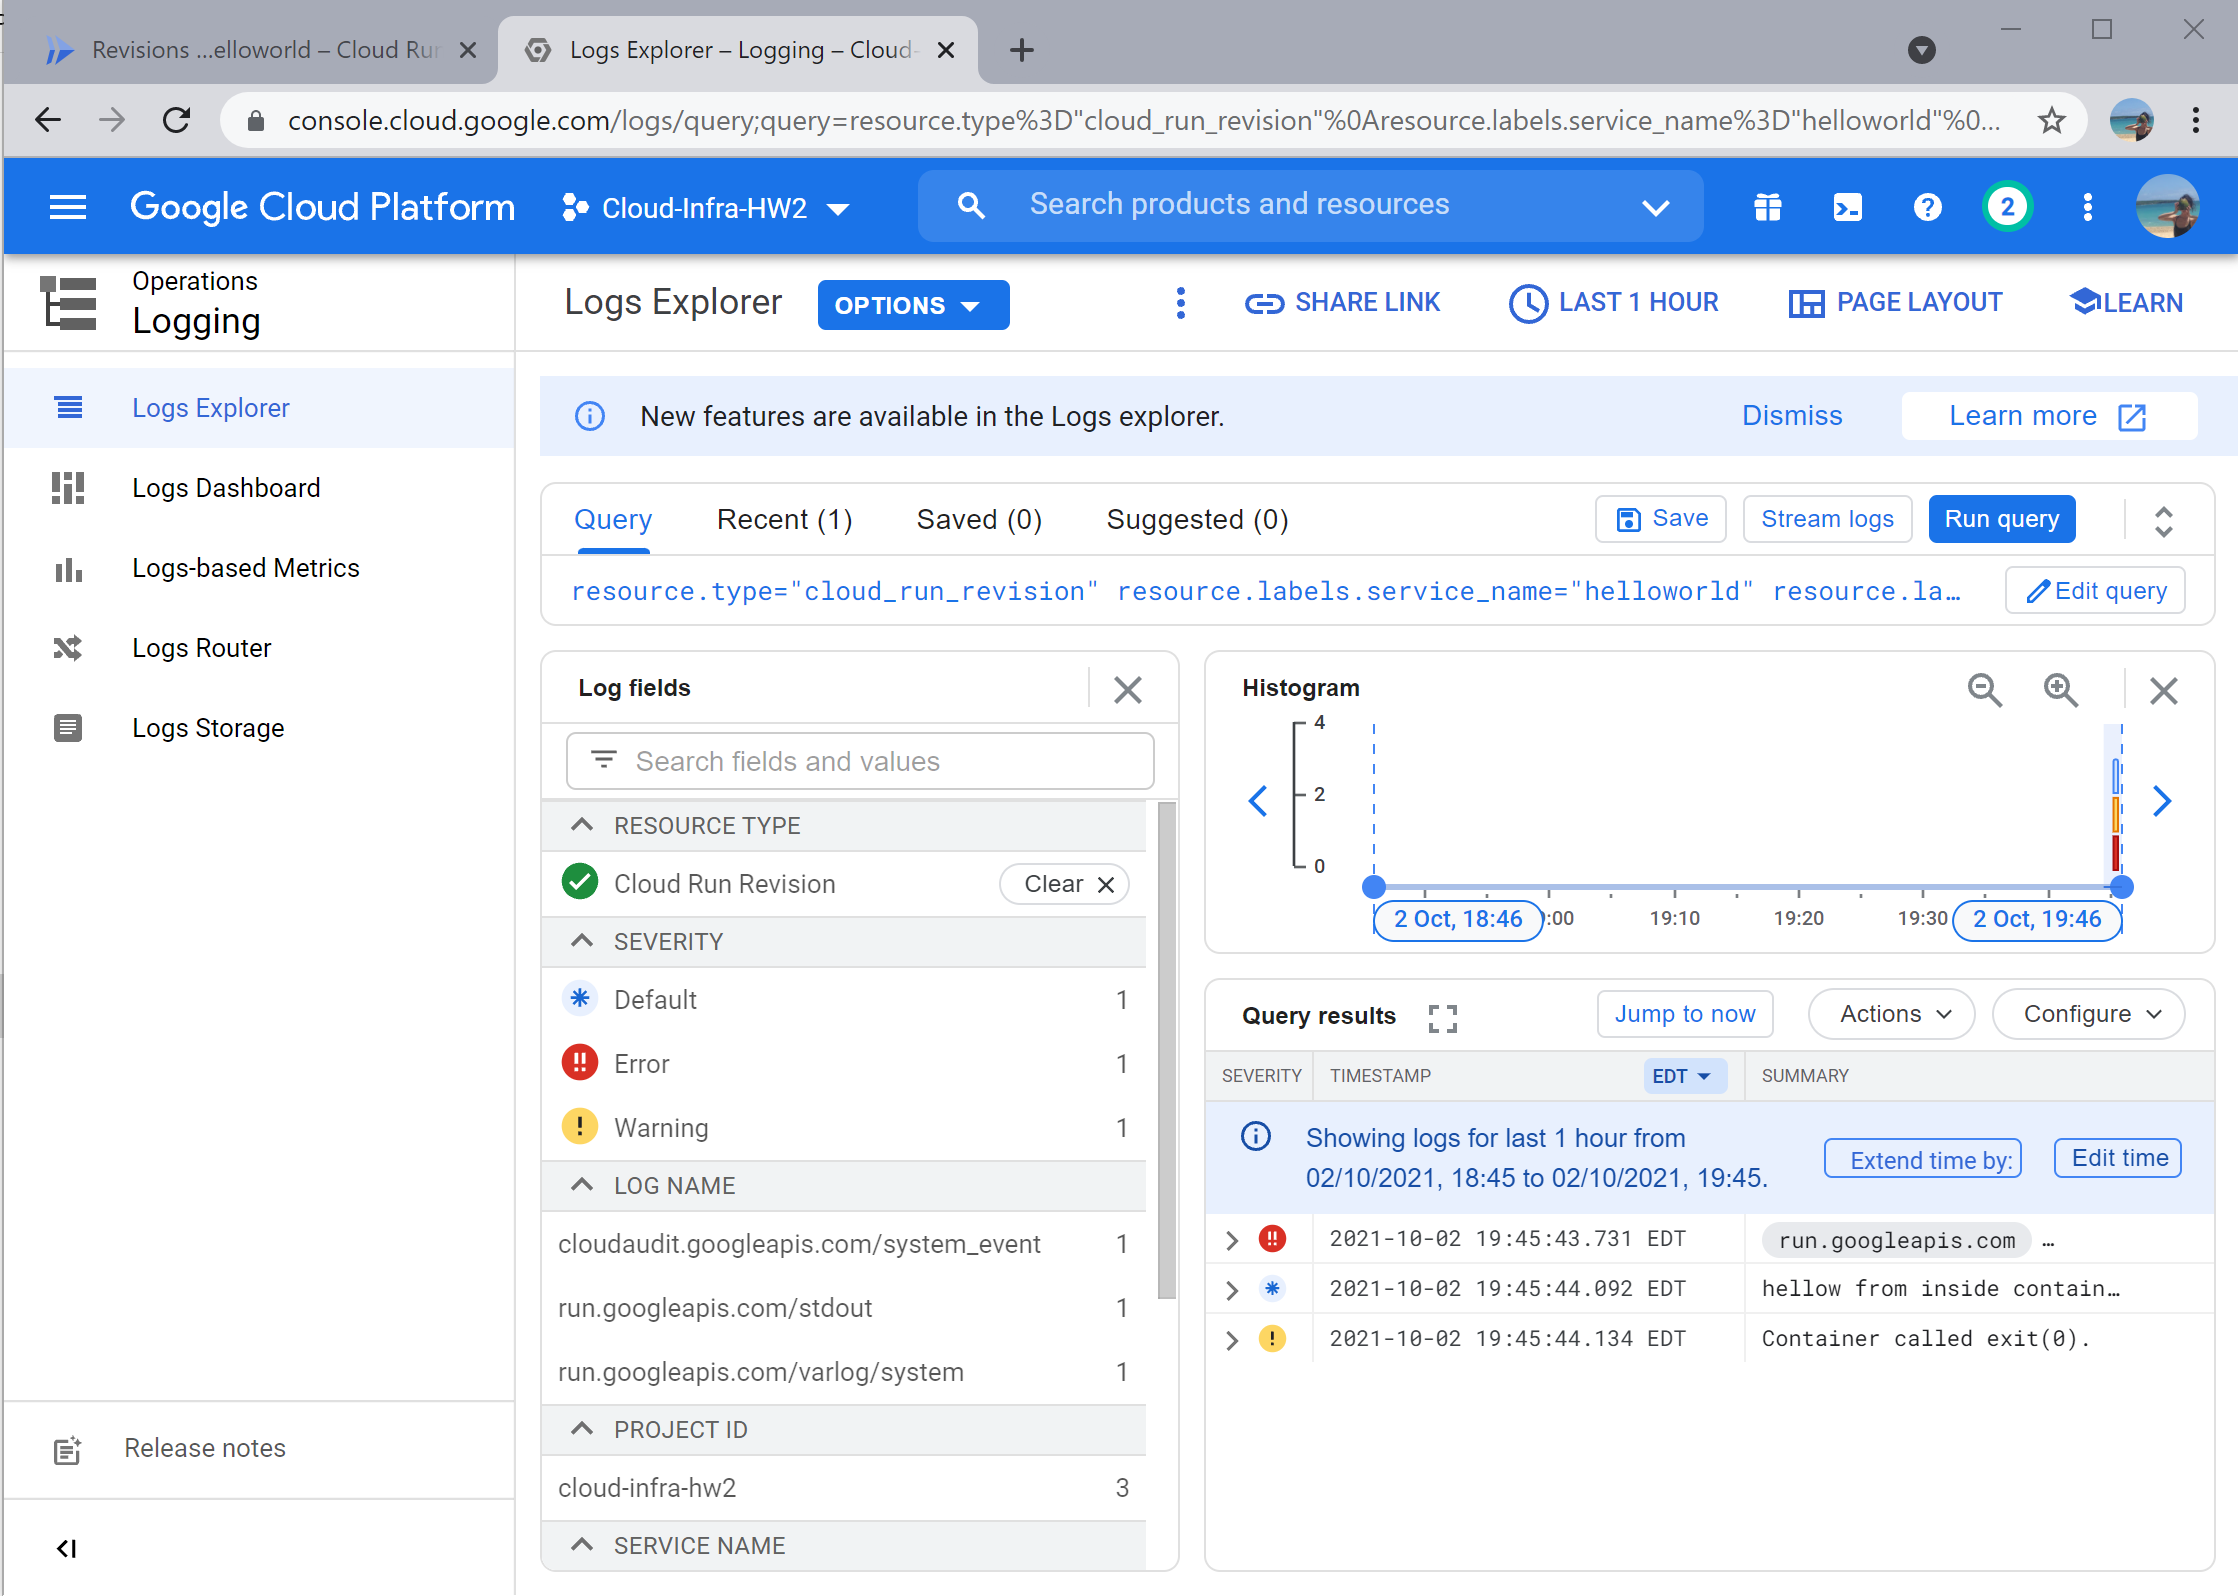 Revisions ...elloworld – Cloud Run
Logs Explorer – Logging – Cloud-
console.cloud.google.com/logs/query;query=resource.type%3D"cloud_run_revision"%0Aresource.labels.service_name%3D"helloworld"%0...
Google Cloud Platform
Cloud-Infra-HW2
Search products and resources
2
Operations
Logging
Logs Explorer
OPTIONS
SHARE LINK
LAST 1 HOUR
PAGE LAYOUT
LEARN
Logs Explorer
Logs Dashboard
Logs-based Metrics
Logs Router
Logs Storage
Release notes
New features are available in the Logs explorer.
Dismiss
Learn more
Query
Recent (1)
Saved (0)
Suggested (0)
Save
Stream logs
Run query
resource.type="cloud_run_revision" resource.labels.service_name="helloworld" resource.la…
Edit query
Log fields
Search fields and values
RESOURCE TYPE
Cloud Run Revision
Clear
SEVERITY
Default 1
Error 1
Warning 1
LOG NAME
cloudaudit.googleapis.com/system_event 1
run.googleapis.com/stdout 1
run.googleapis.com/varlog/system 1
PROJECT ID
cloud-infra-hw2 3
SERVICE NAME
Histogram
4
2
0
2 Oct, 18:46
:00
19:10
19:20
19:30
2 Oct, 19:46
Query results
Jump to now
Actions
Configure
SEVERITY TIMESTAMP EDT SUMMARY
Showing logs for last 1 hour from
02/10/2021, 18:45 to 02/10/2021, 19:45.
Extend time by:
Edit time
2021-10-02 19:45:43.731 EDT run.googleapis.com …
2021-10-02 19:45:44.092 EDT hellow from inside contain…
2021-10-02 19:45:44.134 EDT Container called exit(0).